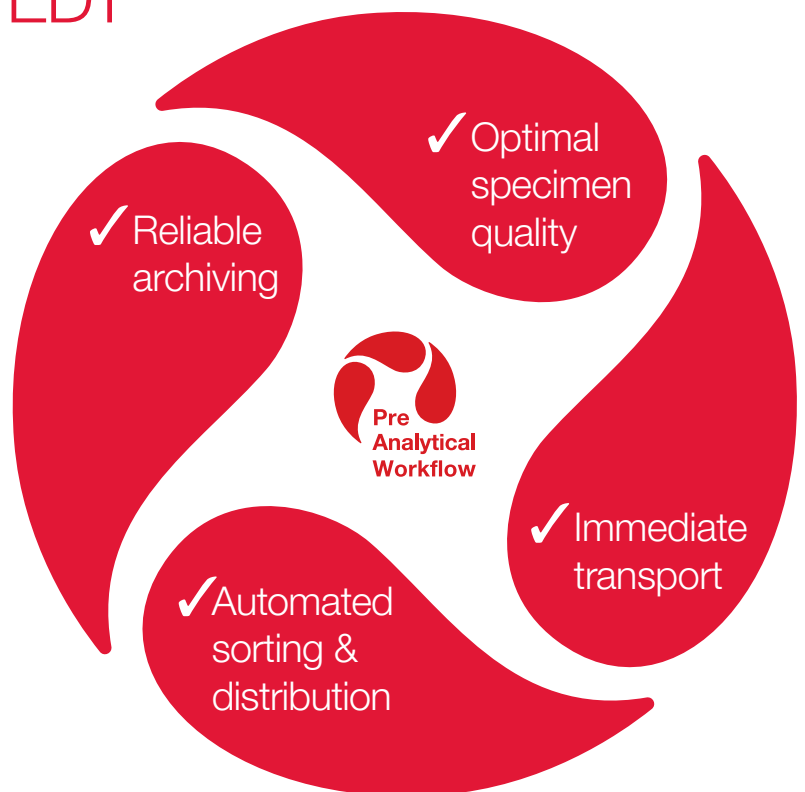 ✓Optimal
specimen
quality
✓Reliable
archiving
Pre
Analytical
Workflow
✓Immediate
transport
✓Automated
sorting &
distribution